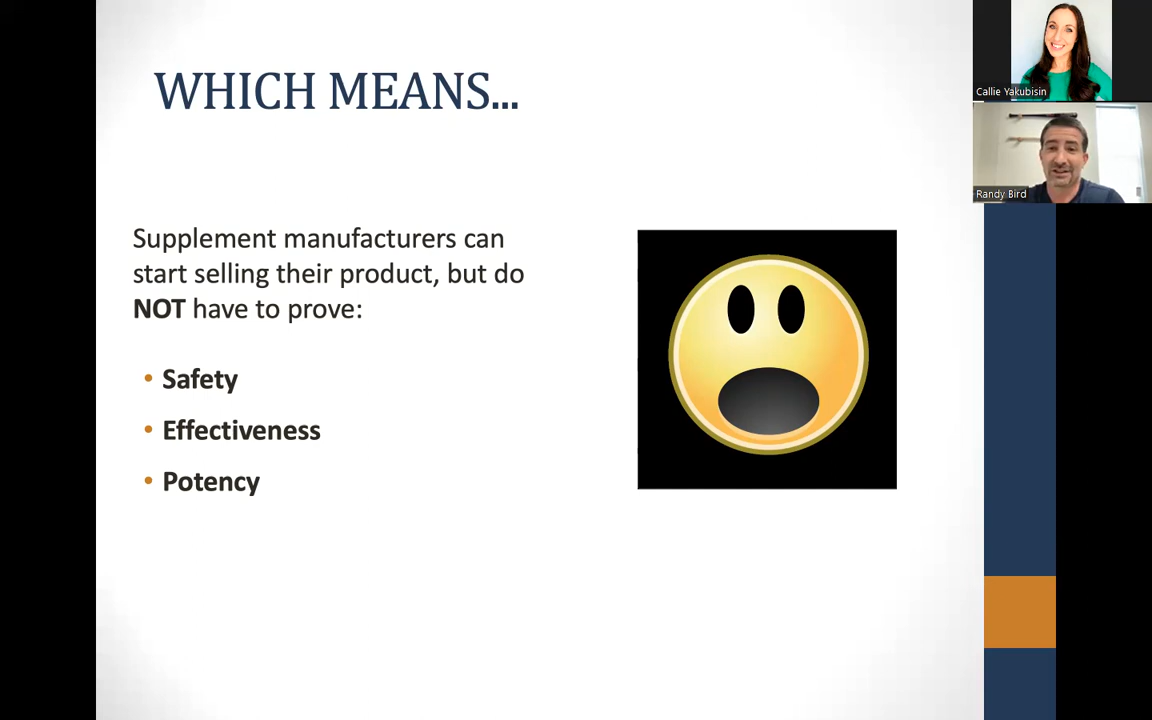 WHICH MEANS...
Supplement manufacturers can
start selling their product, but do
NOT have to prove:
• Safety
• Effectiveness
• Potency
Callie Yakubisin
Randy Bird